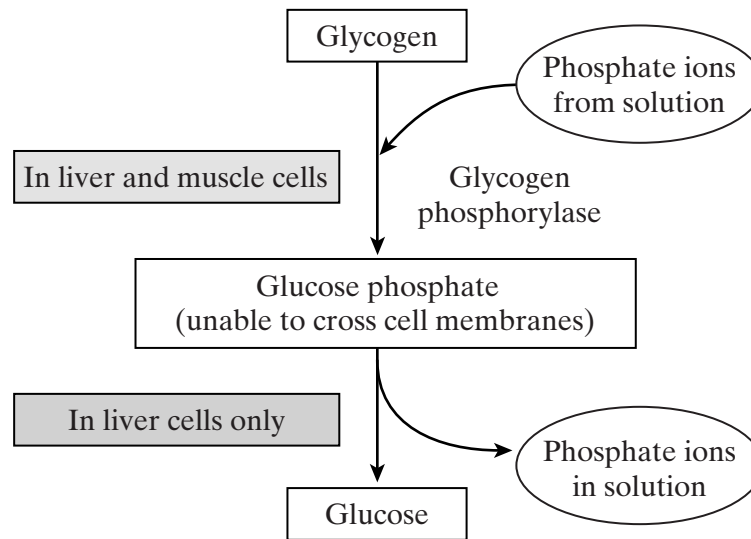 Glycogen
Phosphate ions
from solution
In liver and muscle cells
Glycogen
phosphorylase
Glucose phosphate
(unable to cross cell membranes)
In liver cells only
Phosphate ions
in solution
Glucose